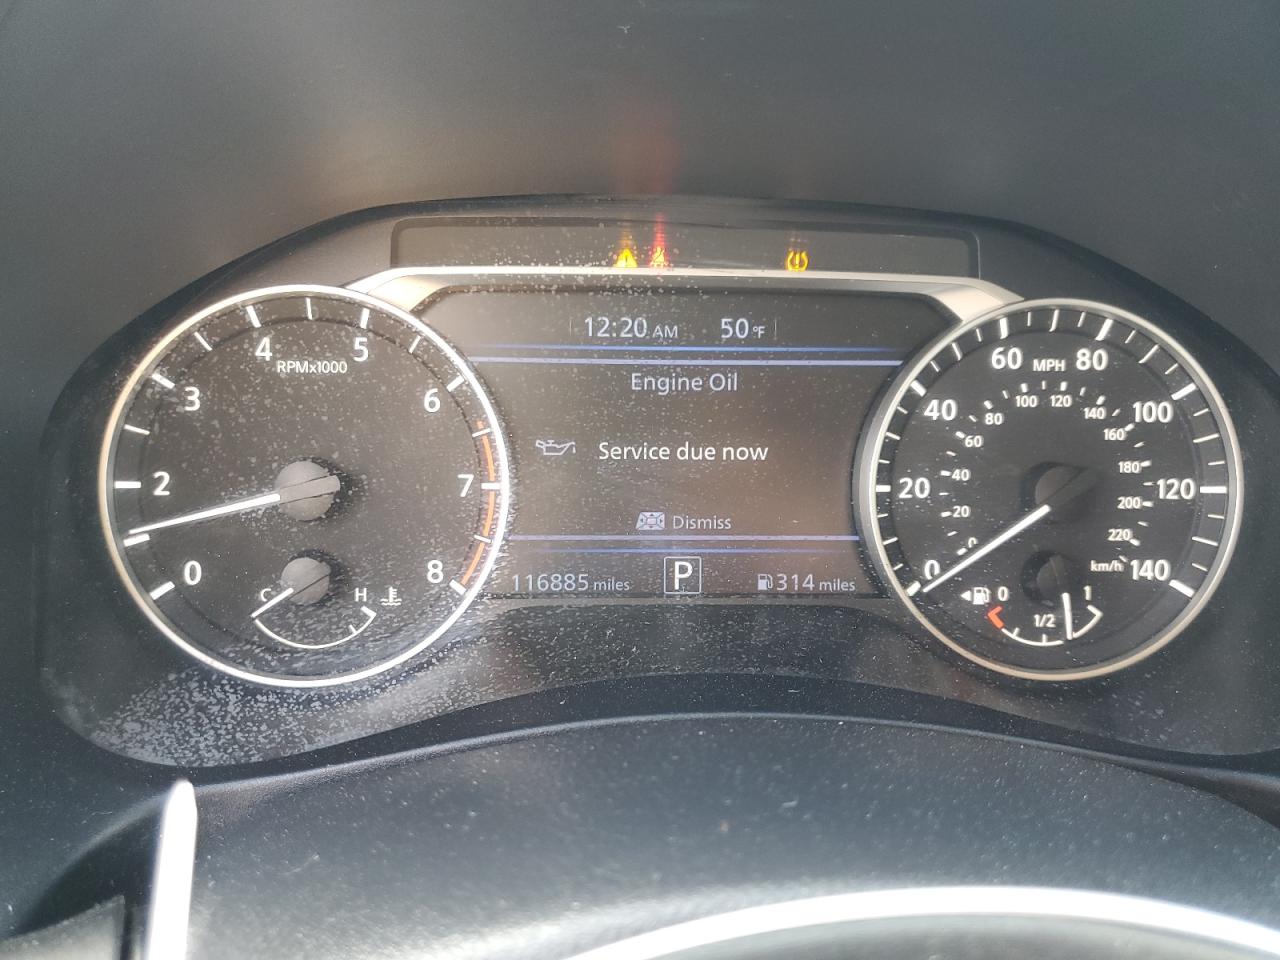 12:20 AM 50°F
Engine Oil
Service due now
Dismiss
116885 miles P 314 miles
0 2 3 4 5 6 7 8
RPMx1000
C H
0 20 40 60 80 100 120 140
MPH
0 20 40 60 80 100 120 140 160 180 200 220
km/h
0 1/2 1